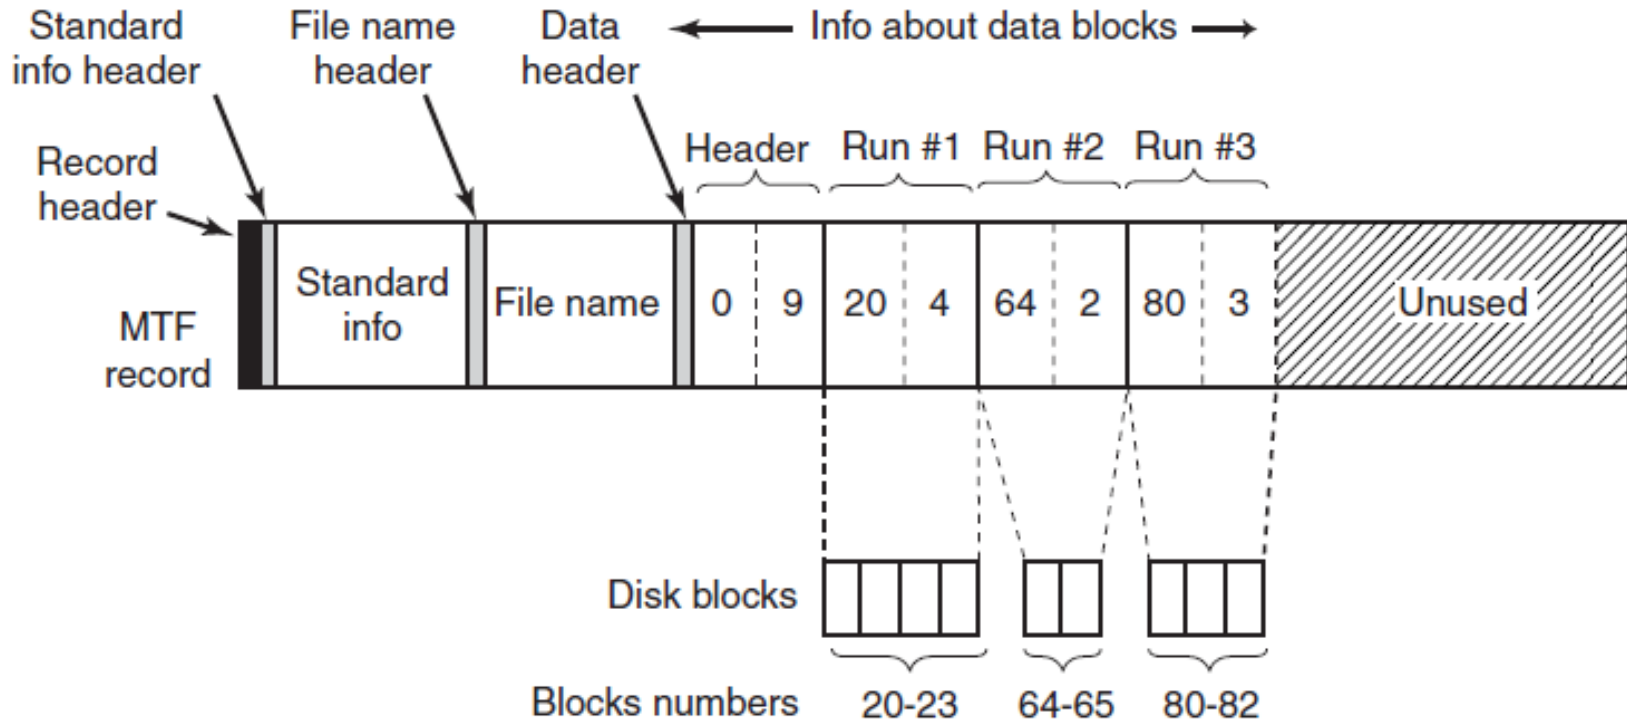 Standard
info header
File name
header
Data
header
Info about data blocks
Record
header
Header
Run #1
Run #2
Run #3
MTF
record
Standard
info
File name
0 9 20 4 64 2 80 3
Unused
Disk blocks
Blocks numbers 20-23 64-65 80-82